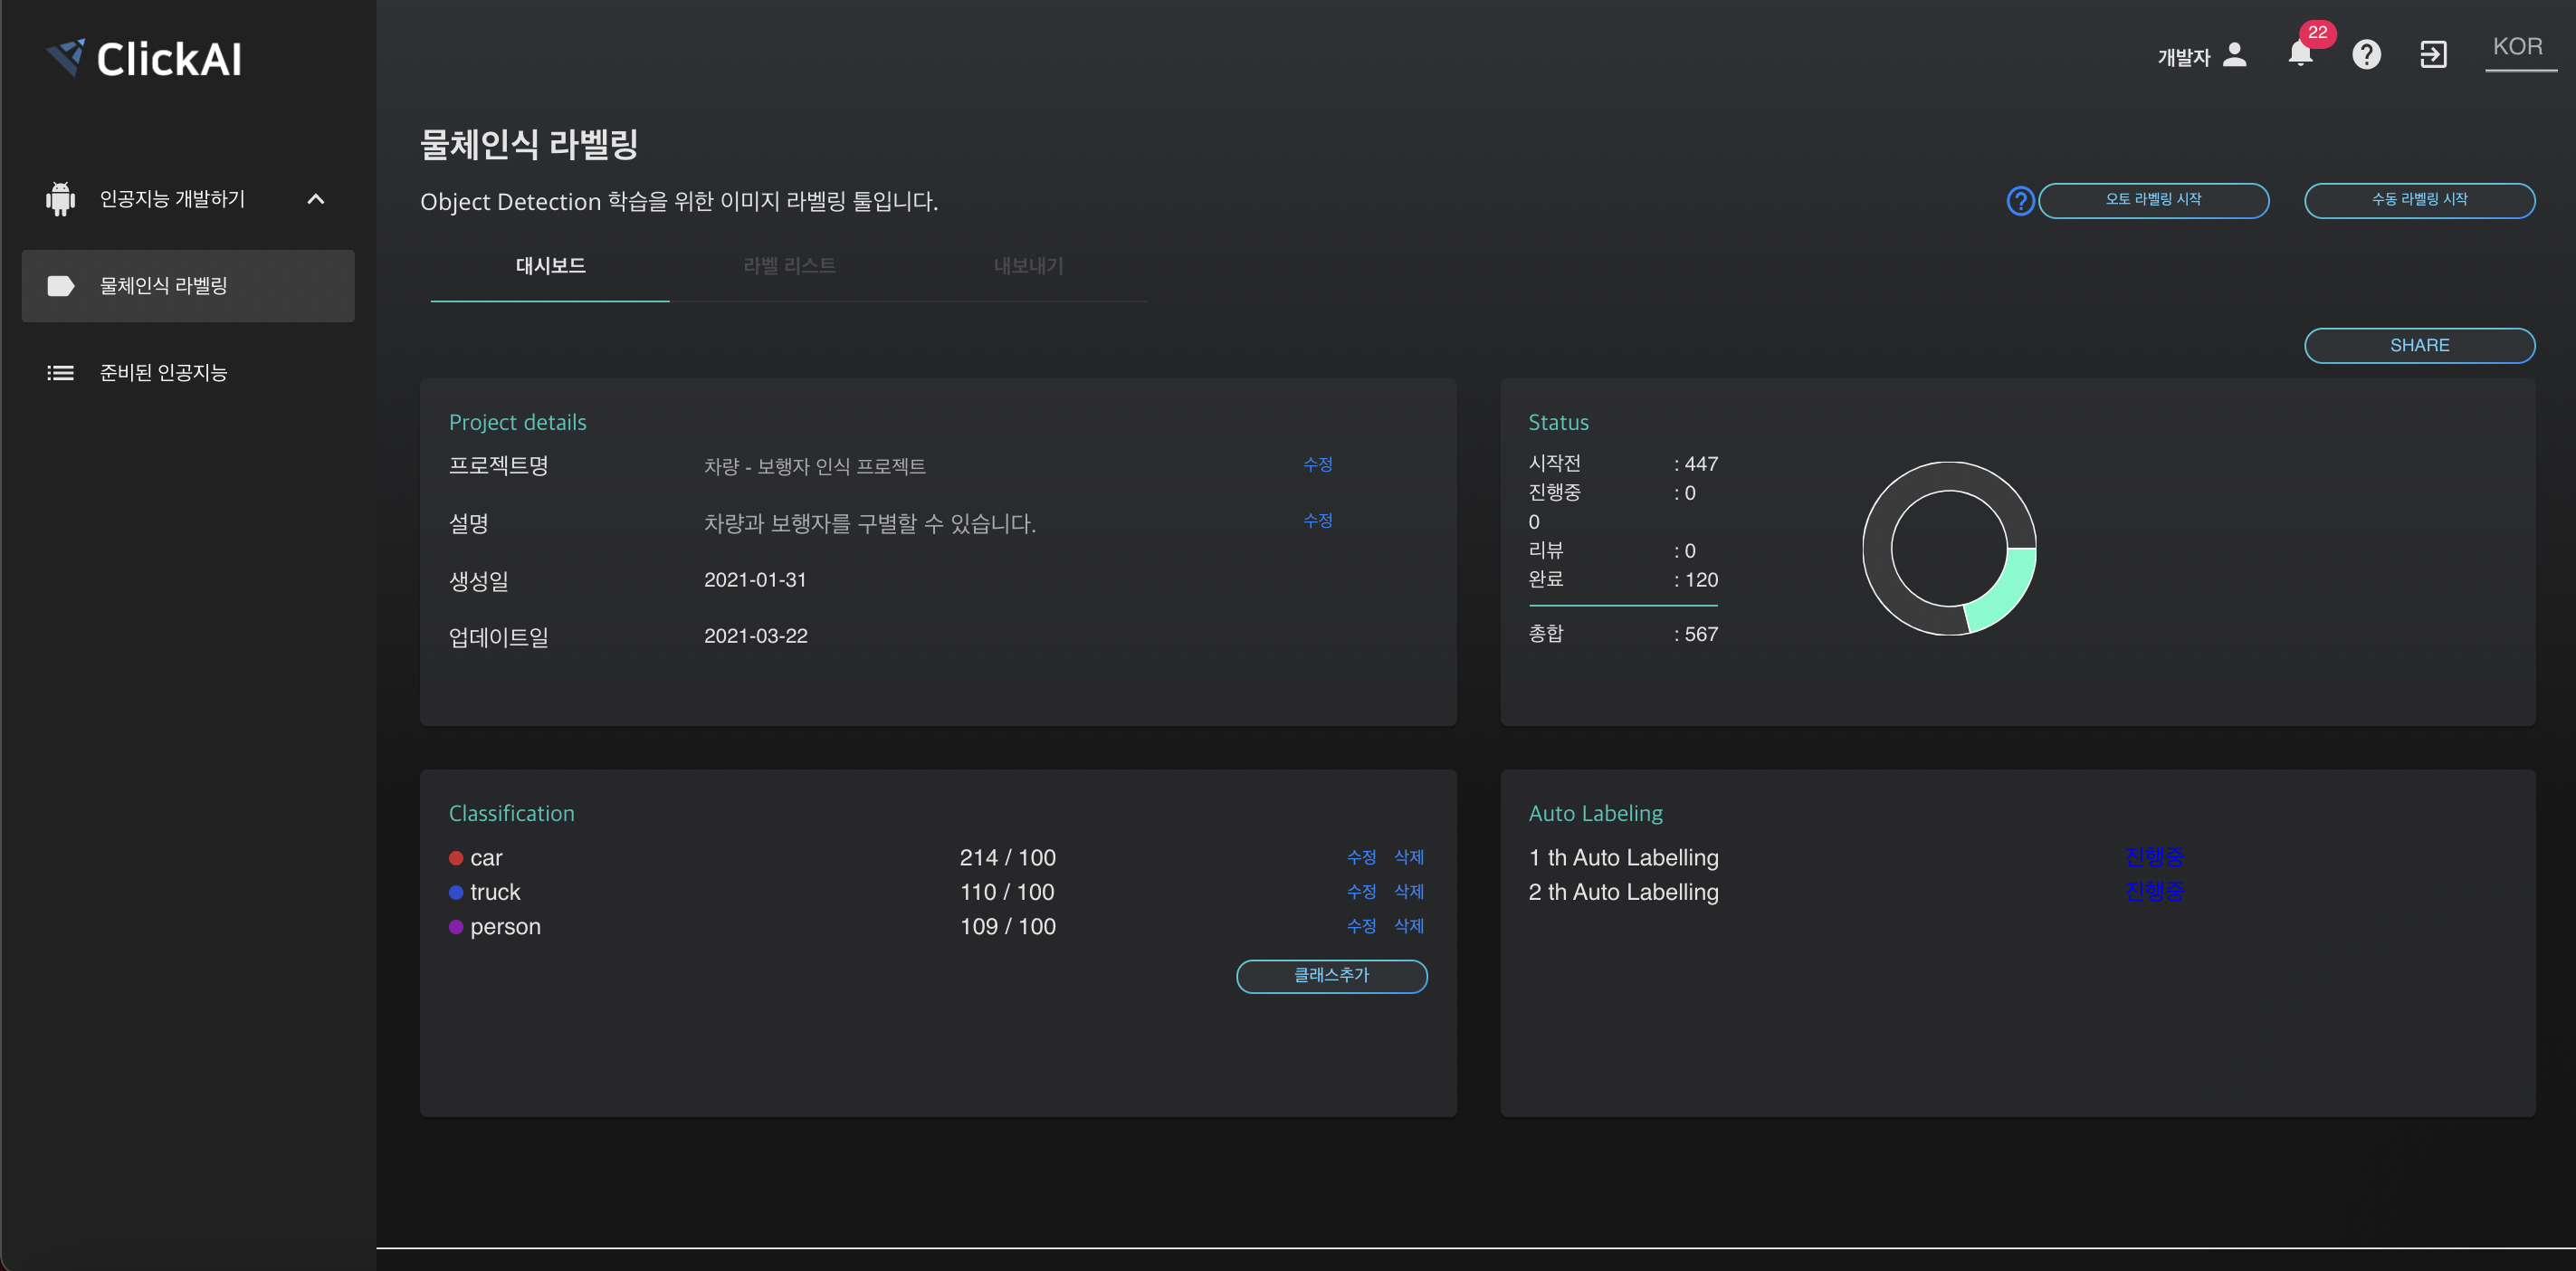 ClickAI
개발자
22
KOR
인공지능 개발하기
물체인식 라벨링
준비된 인공지능
물체인식 라벨링
Object Detection 학습을 위한 이미지 라벨링 툴입니다.
오토 라벨링 시작
수동 라벨링 시작
대시보드
라벨 리스트
내보내기
SHARE
Project details
프로젝트명 차량 - 보행자 인식 프로젝트 수정
설명 차량과 보행자를 구별할 수 있습니다. 수정
생성일 2021-01-31
업데이트일 2021-03-22
Status
시작전 : 447
진행중 : 0
0
리뷰 : 0
완료 : 120
총합 : 567
Classification
car 214 / 100 수정 삭제
truck 110 / 100 수정 삭제
person 109 / 100 수정 삭제
클래스추가
Auto Labeling
1 th Auto Labelling 진행중
2 th Auto Labelling 진행중